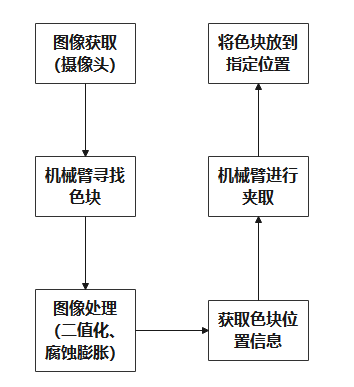 图像获取
（摄像头）
机械臂寻找
色块
图像处理
（二值化、
腐蚀膨胀）
获取色块位
置信息
机械臂进行
夹取
将色块放到
指定位置